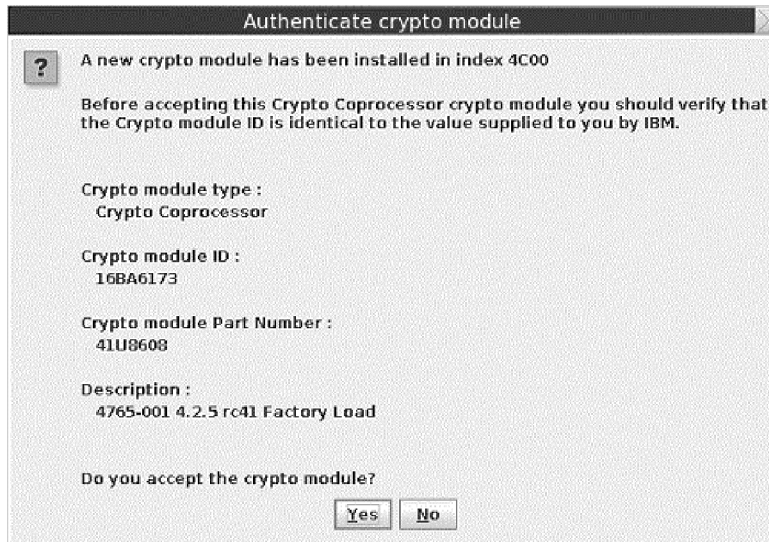 Authenticate crypto module
?
A new crypto module has been installed in index 4C00
Before accepting this Crypto Coprocessor crypto module you should verify that
the Crypto module ID is identical to the value supplied to you by IBM.
Crypto module type :
Crypto Coprocessor
Crypto module ID :
16BA6173
Crypto module Part Number :
41U8608
Description :
4765-001 4.2.5 rc41 Factory Load
Do you accept the crypto module?
Yes No